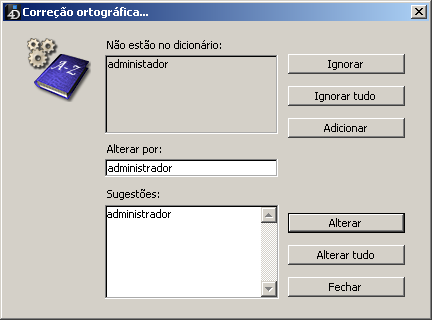 Correção ortográfica...
Não estão no dicionário:
administador
Ignorar
Ignorar tudo
Adicionar
Alterar por:
administrador
Sugestões:
administrador
Alterar
Alterar tudo
Fechar
A-Z